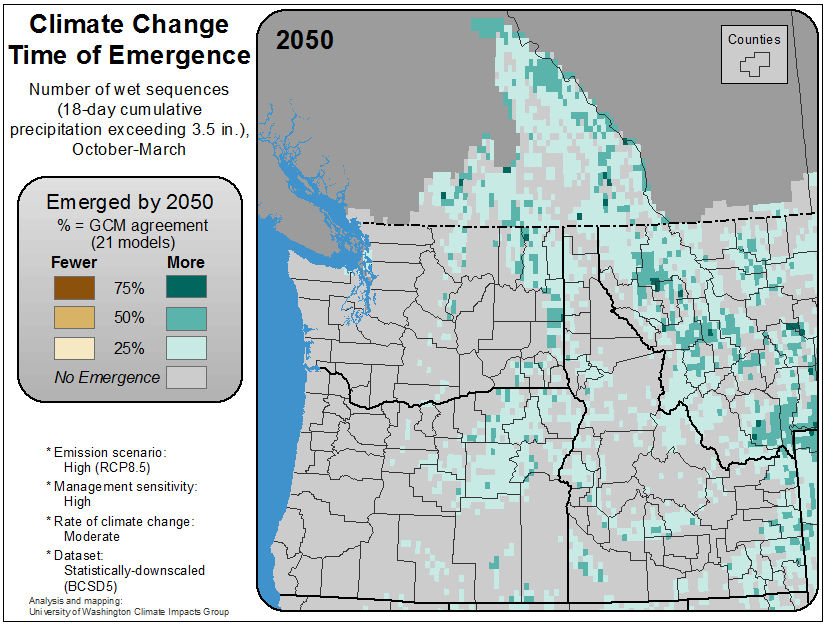 Climate Change
Time of Emergence
Number of wet sequences
(18-day cumulative
precipitation exceeding 3.5 in.),
October-March
Emerged by 2050
% = GCM agreement
(21 models)
Fewer More
75%
50%
25%
No Emergence
* Emission scenario:
High (RCP8.5)
* Management sensitivity:
High
* Rate of climate change:
Moderate
* Dataset:
Statistically-downscaled
(BCSD5)
Analysis and mapping:
University of Washington Climate Impacts Group
2050
Counties